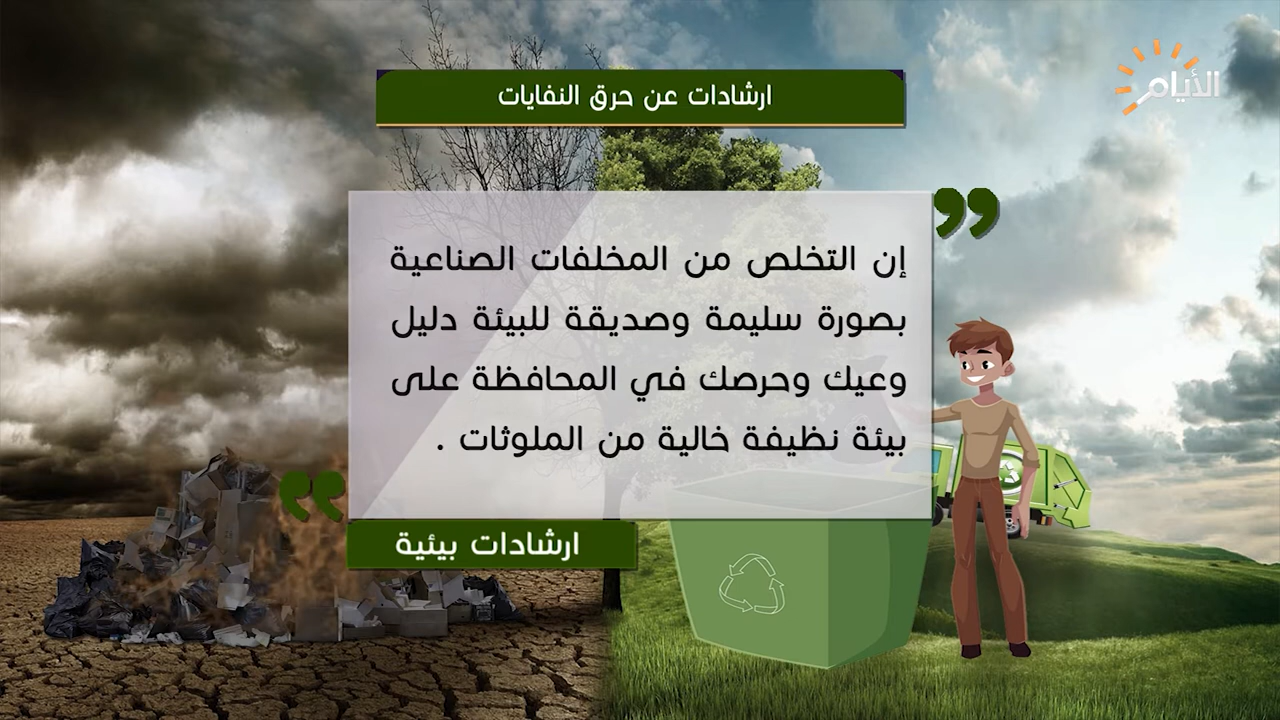 ارشادات عن حرق النفايات
الأيام
إن التخلص من المخلفات الصناعية
بصورة سليمة وصديقة للبيئة دليل
وعيك وحرصك في المحافظة على
بيئة نظيفة خالية من الملوثات .
ارشادات بيئية